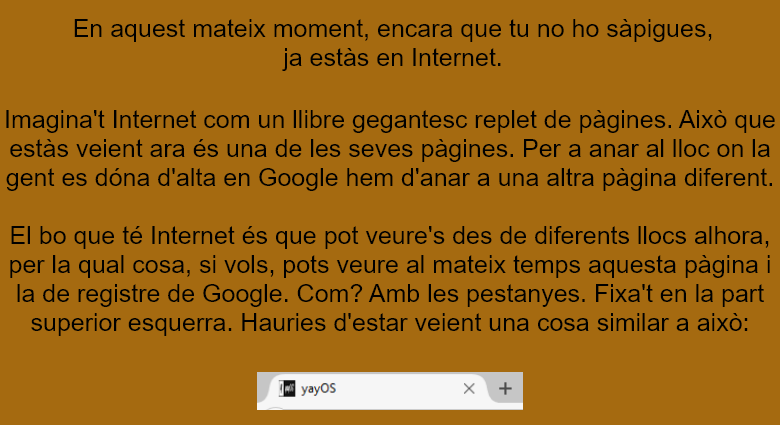 En aquest mateix moment, encara que tu no ho sàpigues,
ja estàs en Internet.
Imagina't Internet com un llibre gegantesc replet de pàgines. Això que
estàs veient ara és una de les seves pàgines. Per a anar al lloc on la
gent es dóna d'alta en Google hem d'anar a una altra pàgina diferent.
El bo que té Internet és que pot veure's des de diferents llocs alhora,
per la qual cosa, si vols, pots veure al mateix temps aquesta pàgina i
la de registre de Google. Com? Amb les pestanyes. Fixa't en la part
superior esquerra. Hauries d'estar veient una cosa similar a això:
yayOS